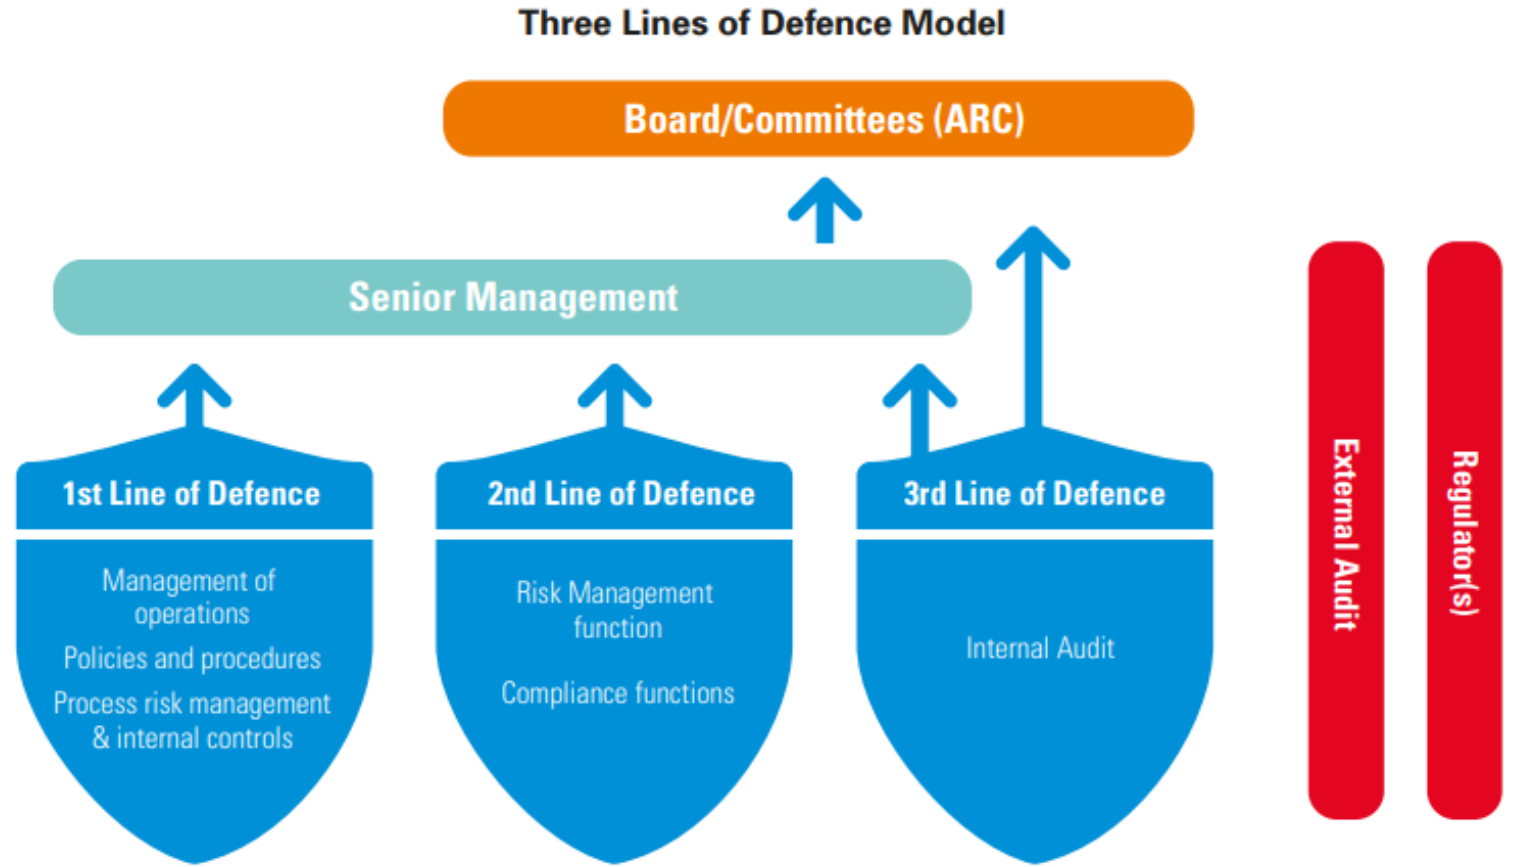 Three Lines of Defence Model
Board/Committees (ARC)
Senior Management
1st Line of Defence
Management of
operations
Policies and procedures
Process risk management
& internal controls
2nd Line of Defence
Risk Management
function
Compliance functions
3rd Line of Defence
Internal Audit
External Audit
Regulator(s)